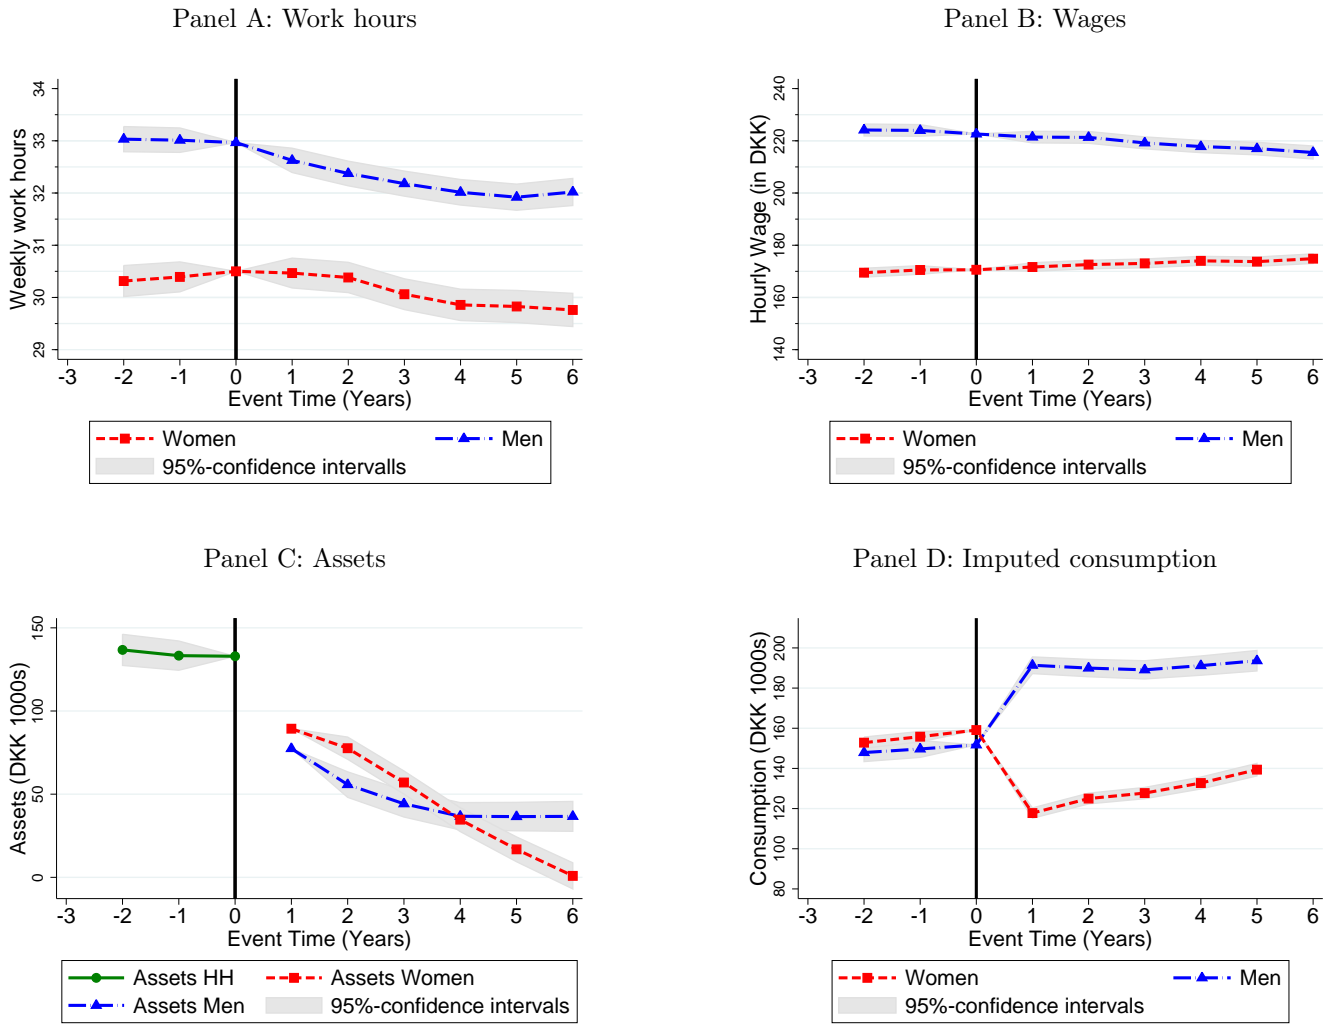 Panel A: Work hours
Weekly work hours
34
33
32
31
30
29
-3 -2 -1 0 1 2 3 4 5 6
Event Time (Years)
Women Men
95%-confidence intervalls
Panel B: Wages
Hourly Wage (in DKK)
240
220
200
180
160
140
-3 -2 -1 0 1 2 3 4 5 6
Event Time (Years)
Women Men
95%-confidence intervalls
Panel C: Assets
Assets (DKK 1000s)
150
100
50
0
-3 -2 -1 0 1 2 3 4 5 6
Event Time (Years)
Assets HH Assets Women
Assets Men 95%-confidence intervals
Panel D: Imputed consumption
Consumption (DKK 1000s)
200
180
160
140
120
100
80
-3 -2 -1 0 1 2 3 4 5 6
Event Time (Years)
Women Men
95%-confidence intervals